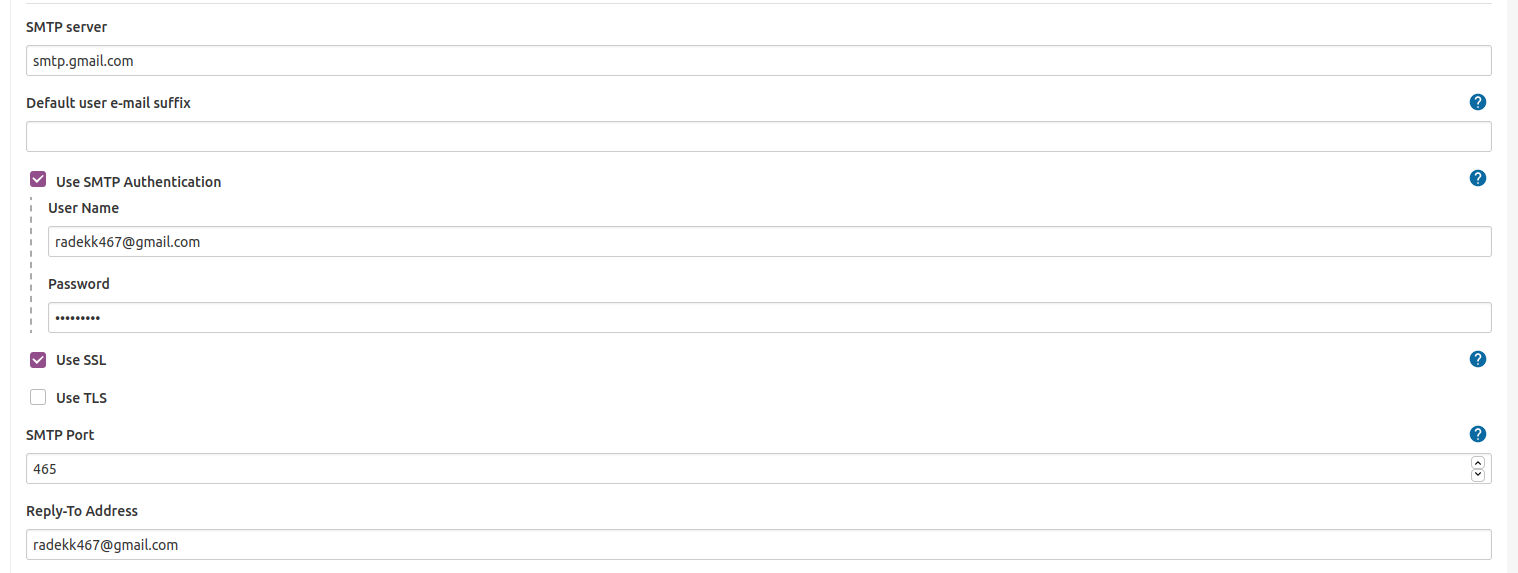 SMTP server
smtp.gmail.com
Default user e-mail suffix
?
Use SMTP Authentication
?
User Name
radekk467@gmail.com
Password
•••••••••
Use SSL
?
Use TLS
SMTP Port
?
465
Reply-To Address
radekk467@gmail.com